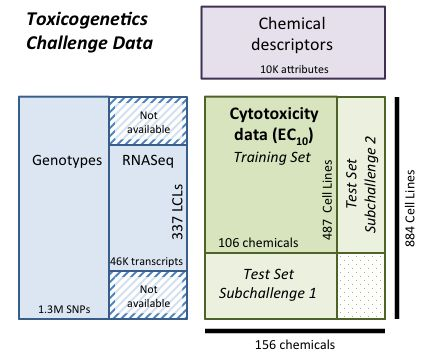 Toxicogenetics
Challenge Data
Chemical
descriptors
10K attributes
Genotypes
1.3M SNPs
Not
available
RNASeq
337 LCLs
46K transcripts
Not
available
Cytotoxicity
data (EC10)
Training Set
487 Cell Lines
106 chemicals
Test Set
Subchallenge 2
Test Set
Subchallenge 1
884 Cell Lines
156 chemicals